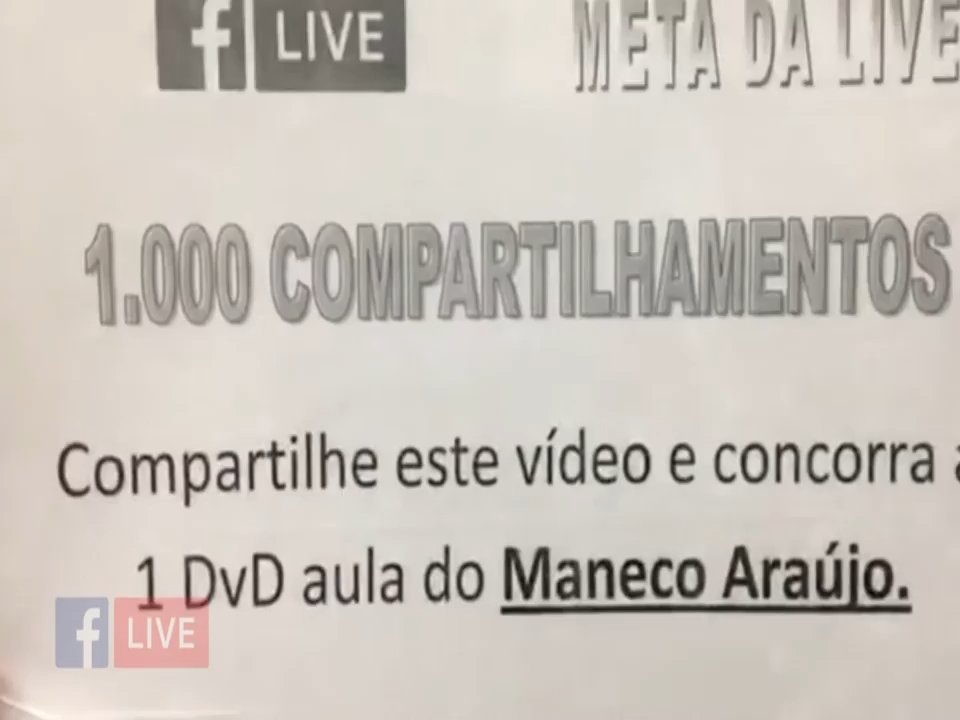 f LIVE META DA LIVE
1.000 COMPARTILHAMENTOS
Compartilhe este vídeo e concorra a
1 DvD aula do Maneco Araújo.
f LIVE